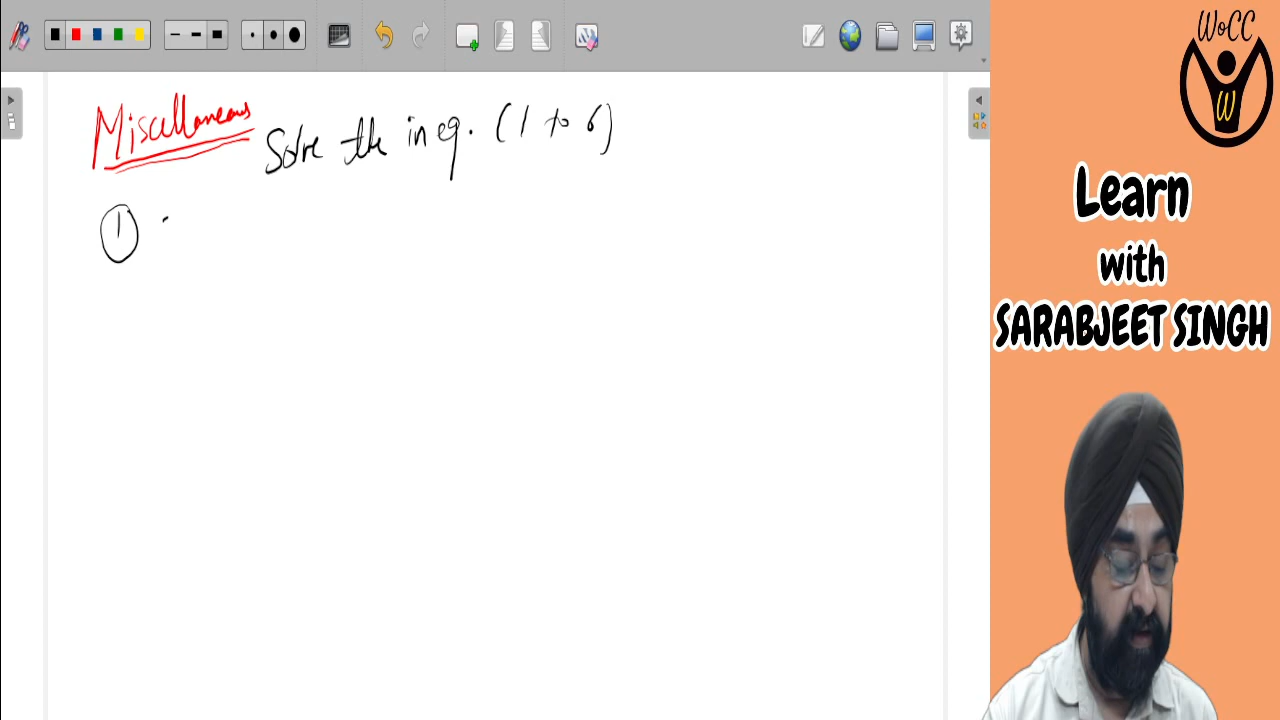 Miscellaneous Solve the ineq. (1 to 6)
1
WoCC
W
Learn
with
SARABJEET SINGH